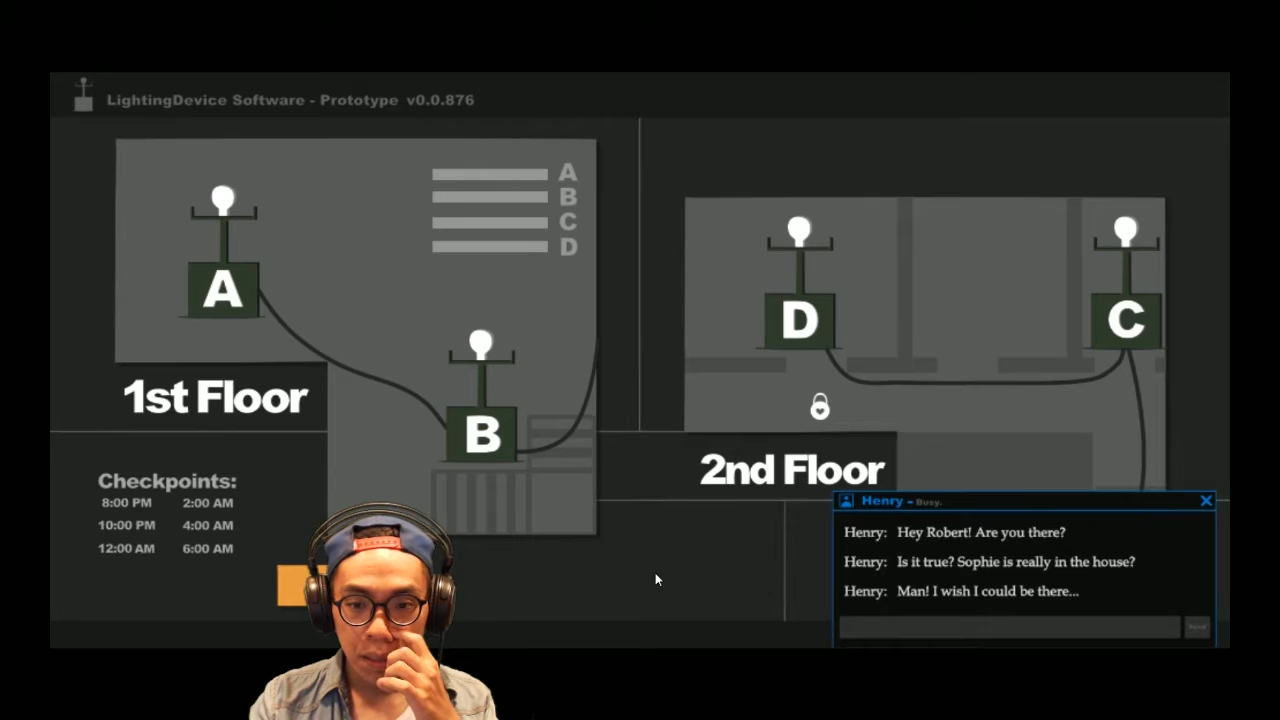 LightingDevice Software - Prototype v0.0.876
A
B
C
D
A
B
1st Floor
D
C
2nd Floor
Checkpoints:
8:00 PM 2:00 AM
10:00 PM 4:00 AM
12:00 AM 6:00 AM
Henry - Busy.
Henry: Hey Robert! Are you there?
Henry: Is it true? Sophie is really in the house?
Henry: Man! I wish I could be there...